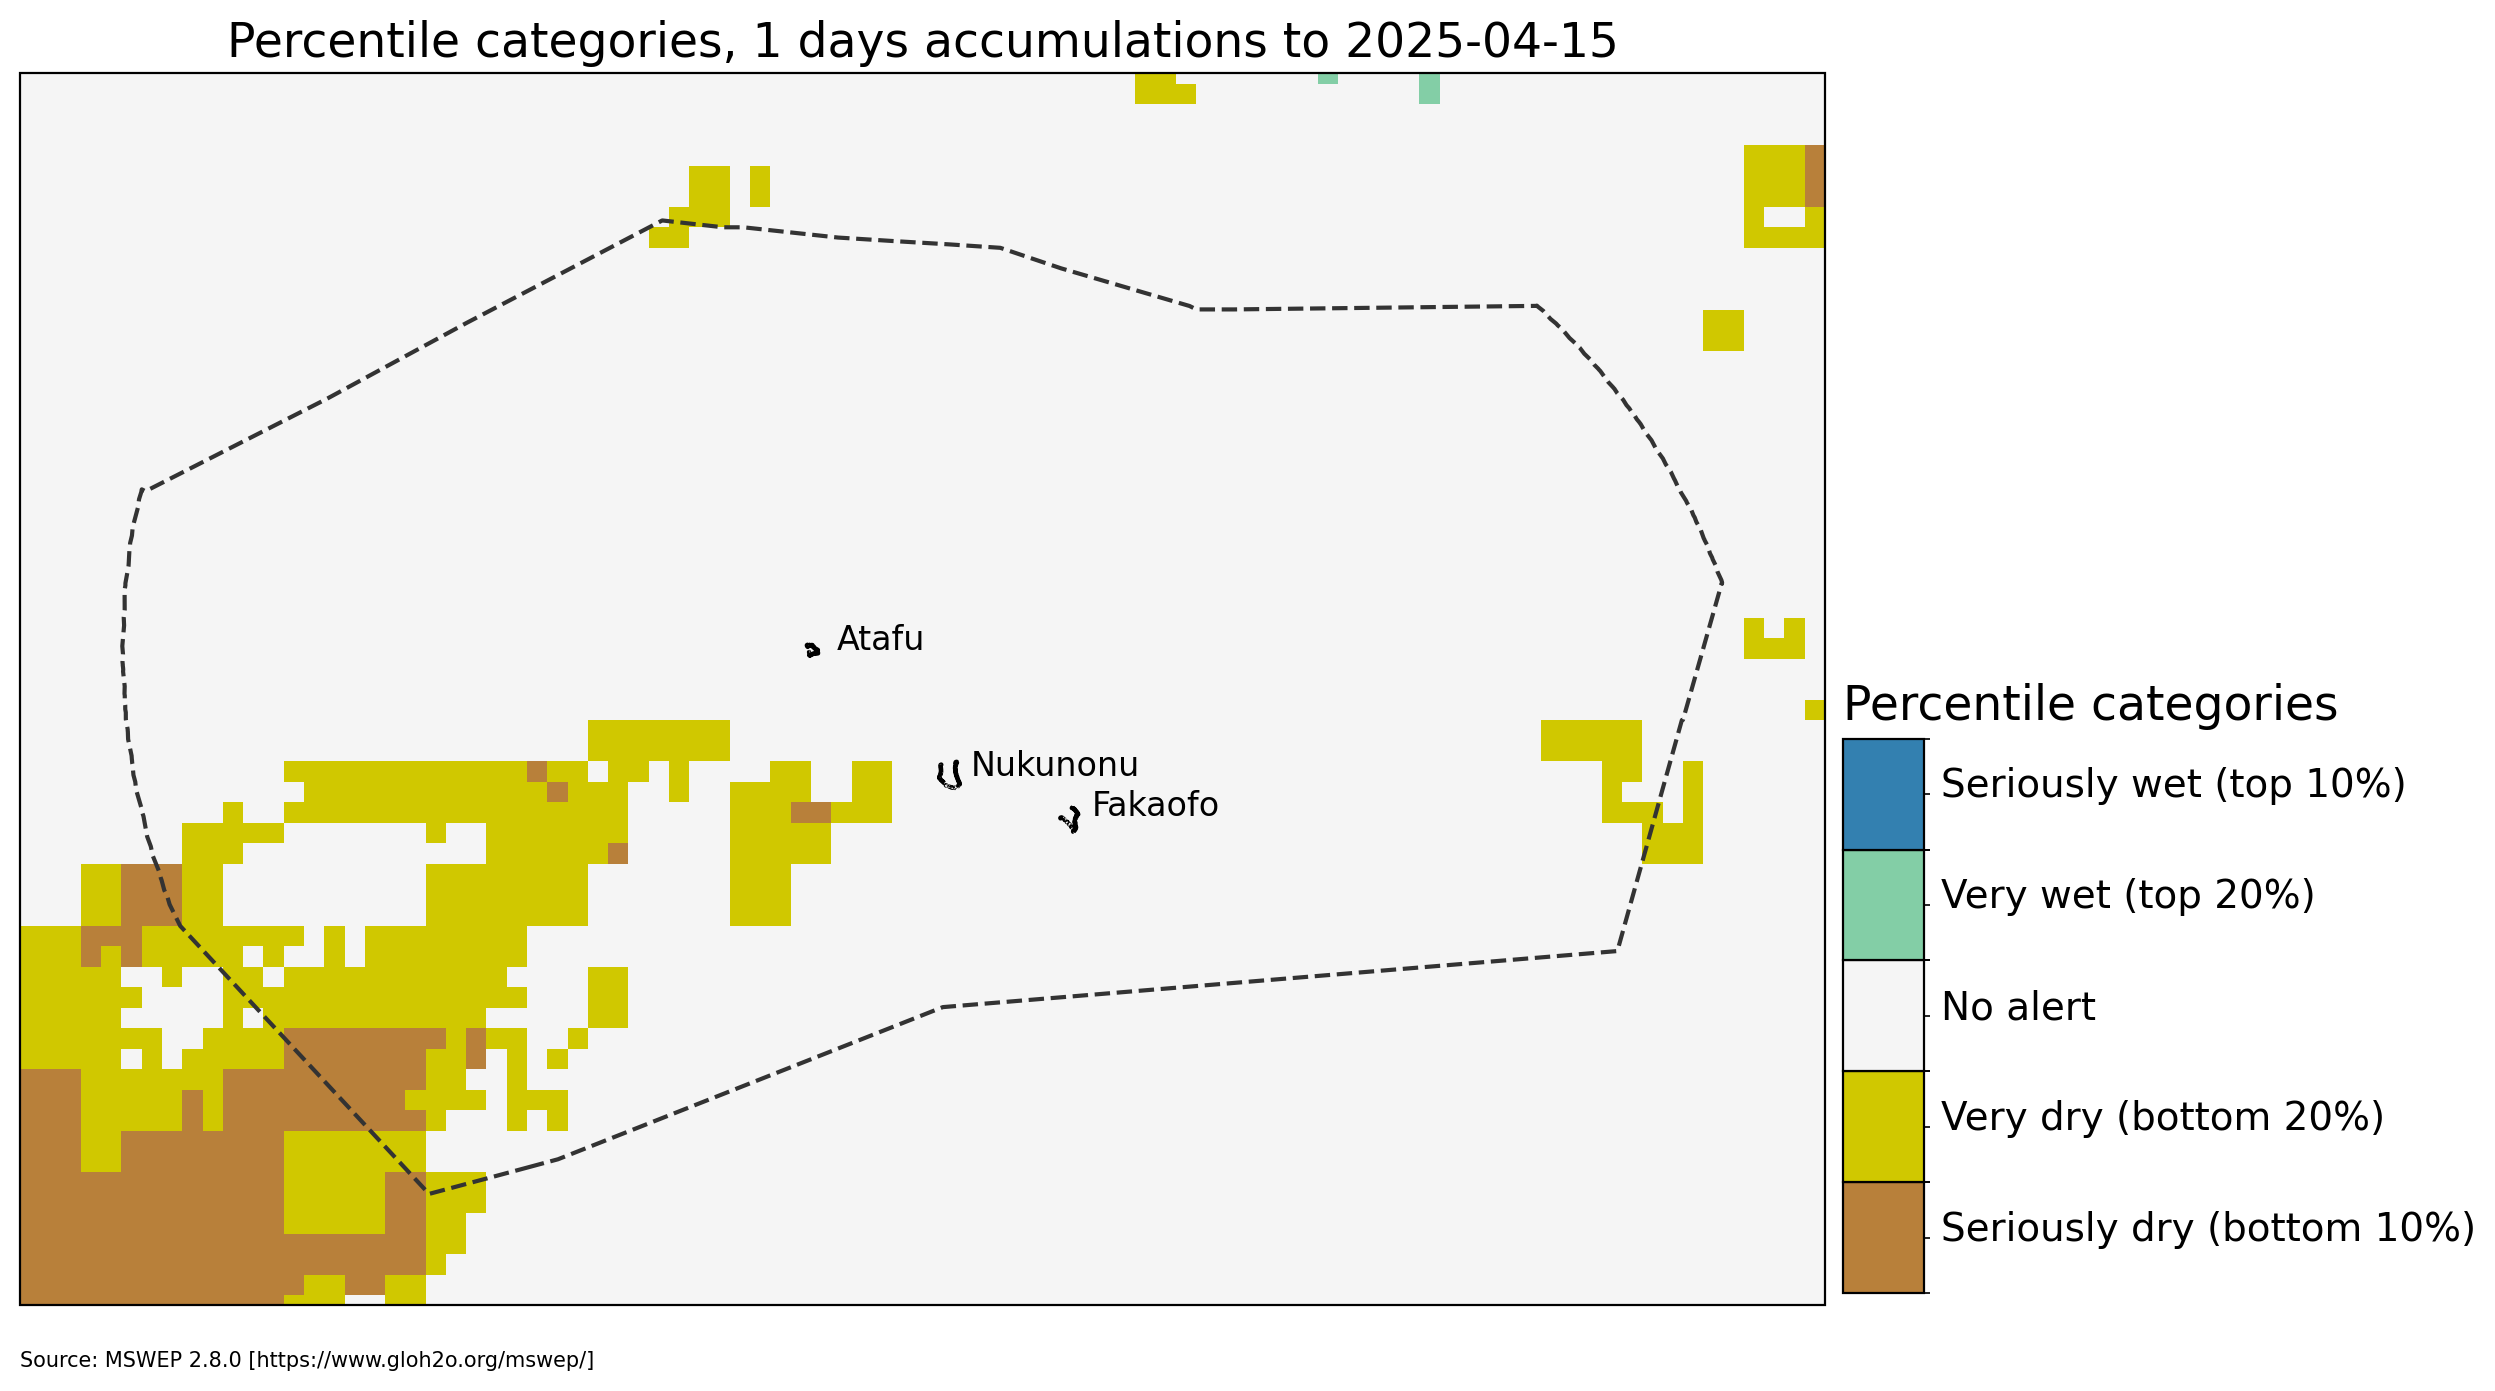 Percentile categories, 1 days accumulations to 2025-04-15
Atafu
Nukunonu
Fakaofo
Percentile categories
Seriously wet (top 10%)
Very wet (top 20%)
No alert
Very dry (bottom 20%)
Seriously dry (bottom 10%)
Source: MSWEP 2.8.0 [https://www.gloh2o.org/mswep/]